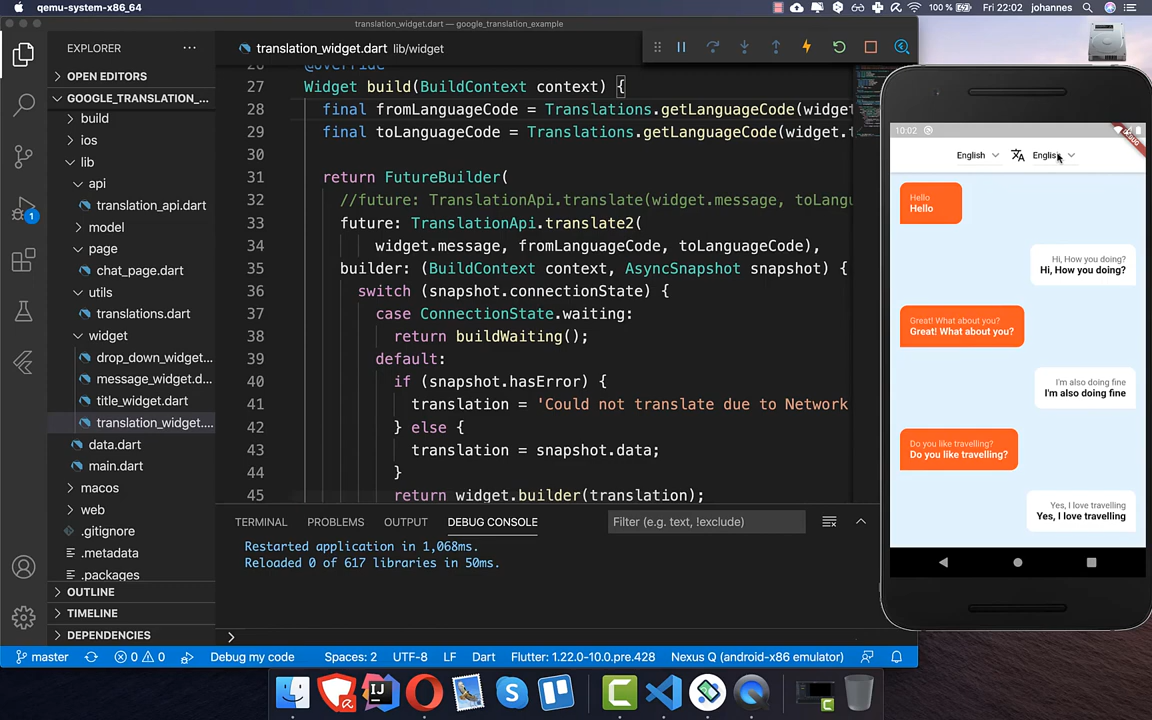 qemu-system-x86_64
100 %
Fri 22:02
johannes
translation_widget.dart — google_translation_example
EXPLORER
OPEN EDITORS
GOOGLE_TRANSLATION_...
build
ios
lib
api
translation_api.dart
model
page
chat_page.dart
utils
translations.dart
widget
drop_down_widget...
message_widget.d...
title_widget.dart
translation_widget....
data.dart
main.dart
macos
web
.gitignore
.metadata
.packages
OUTLINE
TIMELINE
DEPENDENCIES
1
translation_widget.dart lib/widget
26 @override
27 Widget build(BuildContext context) {
28 final fromLanguageCode = Translations.getLanguageCode(widget
29 final toLanguageCode = Translations.getLanguageCode(widget.t
30
31 return FutureBuilder(
32 //future: TranslationApi.translate(widget.message, toLangu
33 future: TranslationApi.translate2(
34 widget.message, fromLanguageCode, toLanguageCode),
35 builder: (BuildContext context, AsyncSnapshot snapshot) {
36 switch (snapshot.connectionState) {
37 case ConnectionState.waiting:
38 return buildWaiting();
39 default:
40 if (snapshot.hasError) {
41 translation = 'Could not translate due to Network
42 } else {
43 translation = snapshot.data;
44 }
45 return widget.builder(translation);
TERMINAL PROBLEMS OUTPUT DEBUG CONSOLE
Filter (e.g. text, !exclude)
Restarted application in 1,068ms.
Reloaded 0 of 617 libraries in 50ms.
master
0 0
Debug my code
Spaces: 2
UTF-8
LF
Dart
Flutter: 1.22.0-10.0.pre.428
Nexus Q (android-x86 emulator)
10:02
DEBUG
English
English
Hello
Hello
Hi, How you doing?
Hi, How you doing?
Great! What about you?
Great! What about you?
I'm also doing fine
I'm also doing fine
Do you like travelling?
Do you like travelling?
Yes, I love travelling
Yes, I love travelling